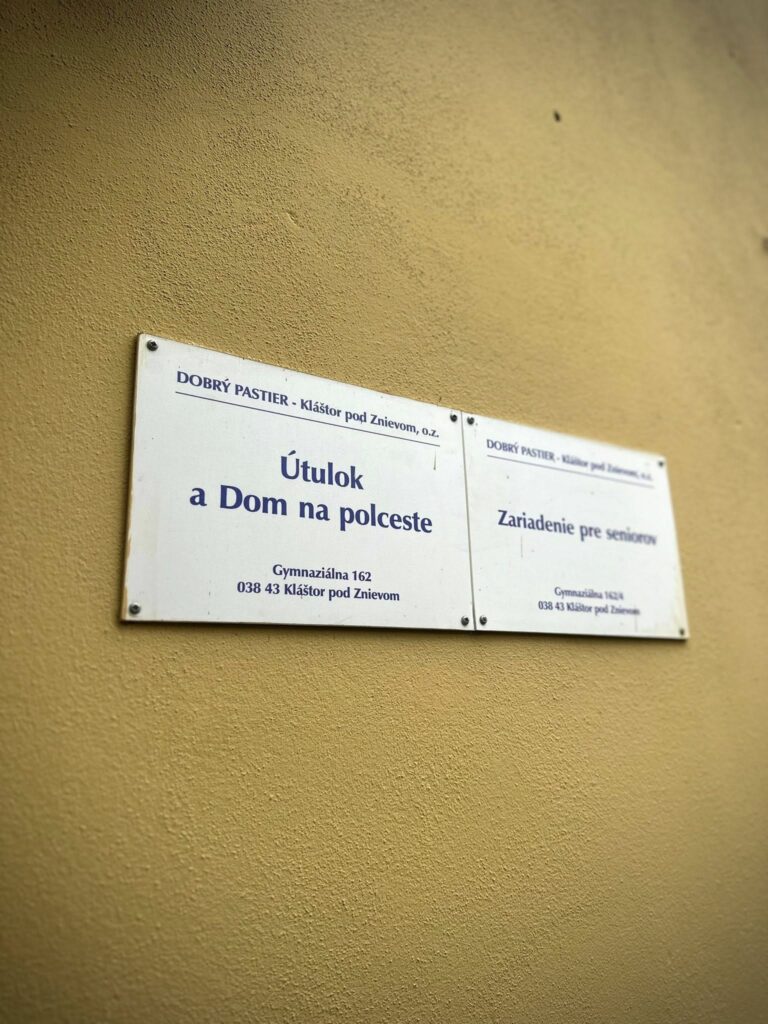 DOBRÝ PASTIER - Kláštor pod Znievom, o.z.
Útulok
a Dom na polceste
Gymnaziálna 162
038 43 Kláštor pod Znievom
DOBRÝ PASTIER - Kláštor pod Znievom, o.z.
Zariadenie pre seniorov
Gymnaziálna 162/4
038 43 Kláštor pod Znievom